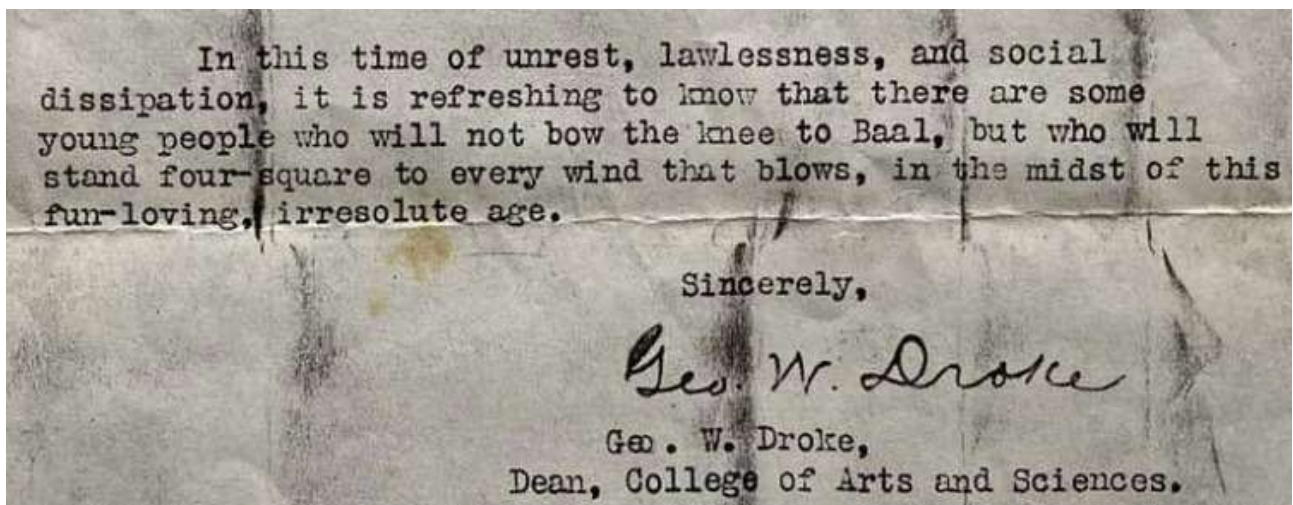 In this time of unrest, lawlessness, and social
dissipation, it is refreshing to know that there are some
young people who will not bow the knee to Baal, but who will
stand four-square to every wind that blows, in the midst of this
fun-loving, irresolute age.
Sincerely,
Geo. W. Droke
Geo. W. Droke,
Dean, College of Arts and Sciences.